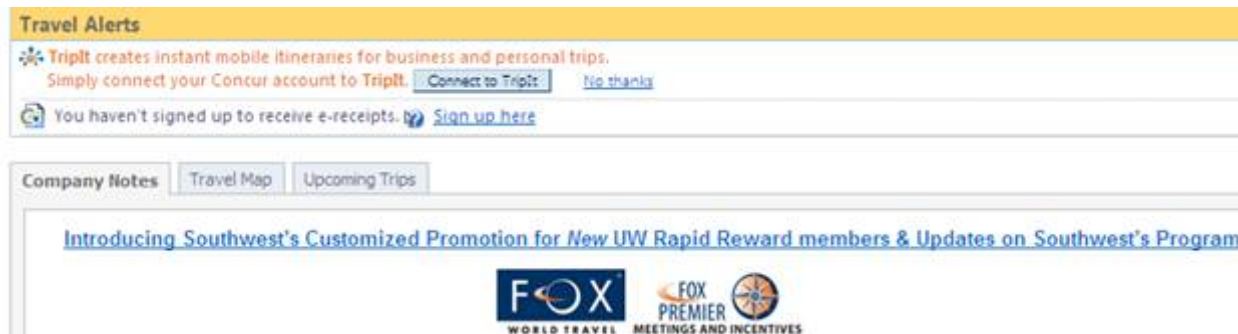 Travel Alerts
TripIt creates instant mobile itineraries for business and personal trips.
Simply connect your Concur account to TripIt. Connect to TripIt No thanks
You haven't signed up to receive e-receipts. Sign up here
Company Notes Travel Map Upcoming Trips
Introducing Southwest's Customized Promotion for New UW Rapid Reward members & Updates on Southwest's Program
FOX FOX
PREMIER
WORLD TRAVEL MEETINGS AND INCENTIVES